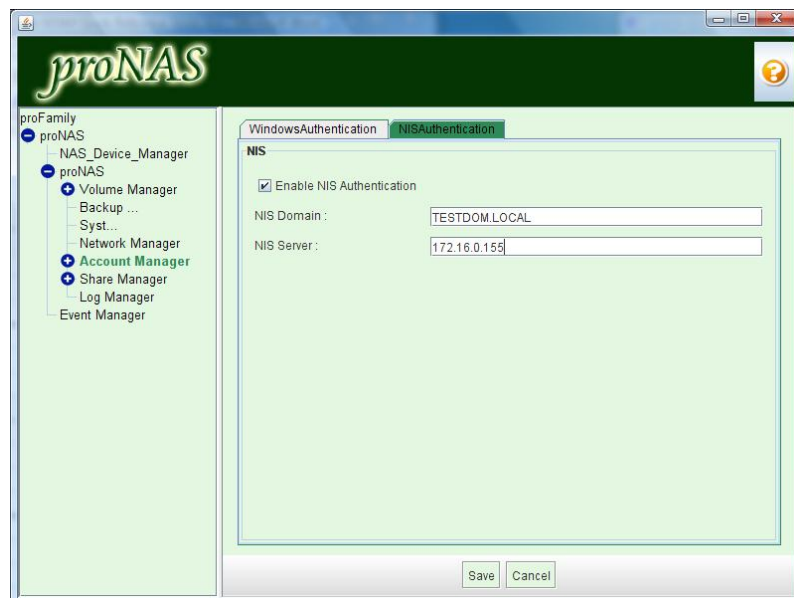 proNAS
proFamily
proNAS
NAS_Device_Manager
proNAS
Volume Manager
Backup ...
Syst...
Network Manager
Account Manager
Share Manager
Log Manager
Event Manager
WindowsAuthentication
NISAuthentication
NIS
Enable NIS Authentication
NIS Domain :
TESTDOM.LOCAL
NIS Server :
172.16.0.155
Save
Cancel